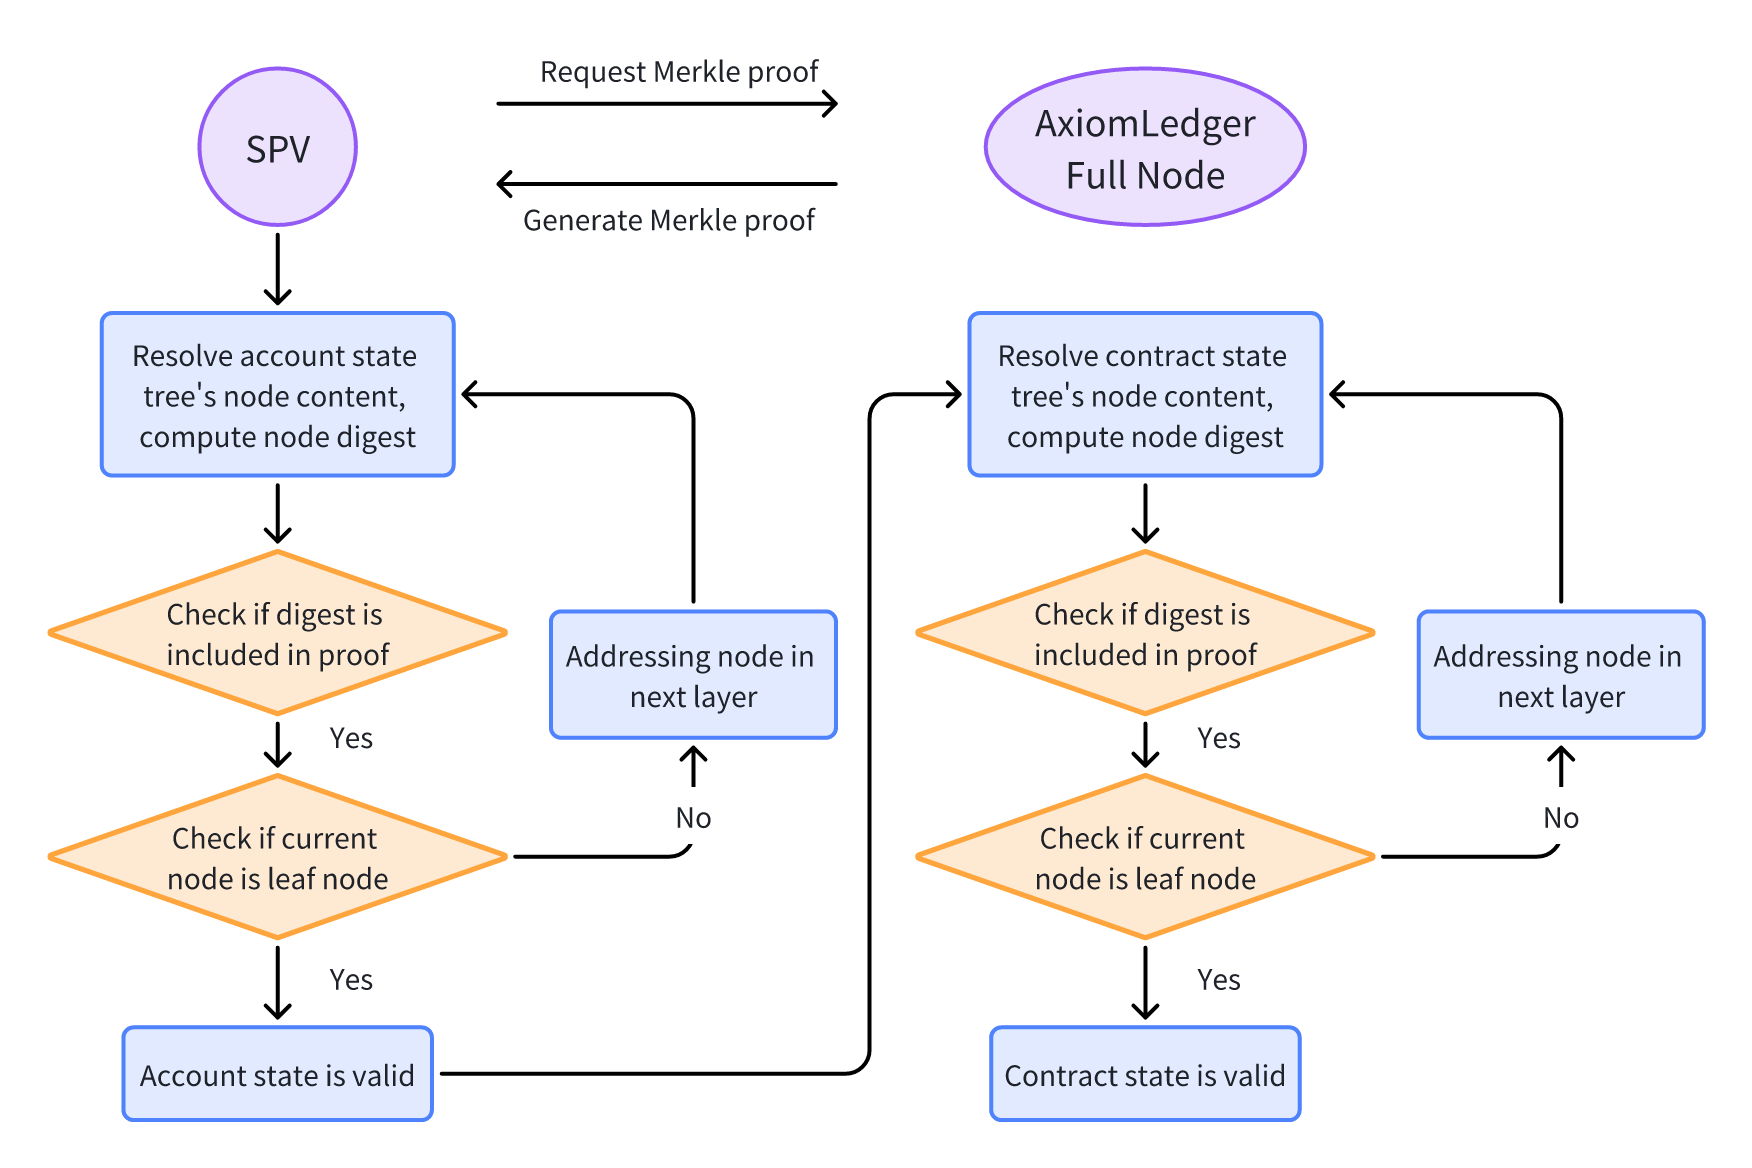 Request Merkle proof
SPV
AxiomLedger
Full Node
Generate Merkle proof
Resolve account state
tree's node content,
compute node digest
Resolve contract state
tree's node content,
compute node digest
Check if digest is
included in proof
Addressing node in
next layer
Check if digest is
included in proof
Addressing node in
next layer
Yes
Yes
No
No
Check if current
node is leaf node
Check if current
node is leaf node
Yes
Yes
Account state is valid
Contract state is valid